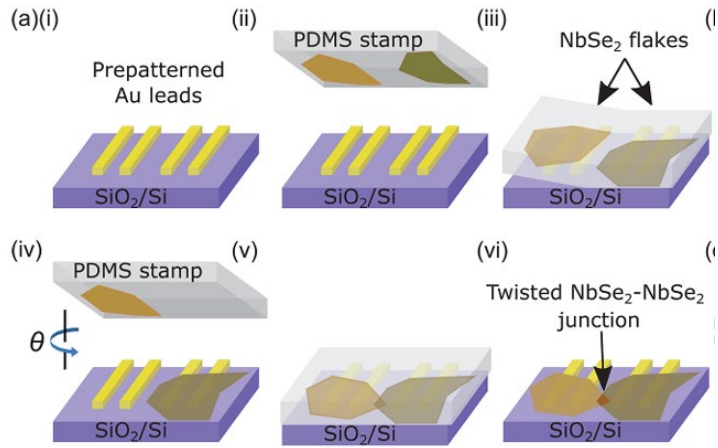 (a)(i)
Prepatterned
Au leads
SiO₂/Si
(ii)
PDMS stamp
SiO₂/Si
(iii)
NbSe₂ flakes
SiO₂/Si
(iv)
PDMS stamp
θ
SiO₂/Si
(v)
SiO₂/Si
(vi)
Twisted NbSe₂-NbSe₂
junction
SiO₂/Si